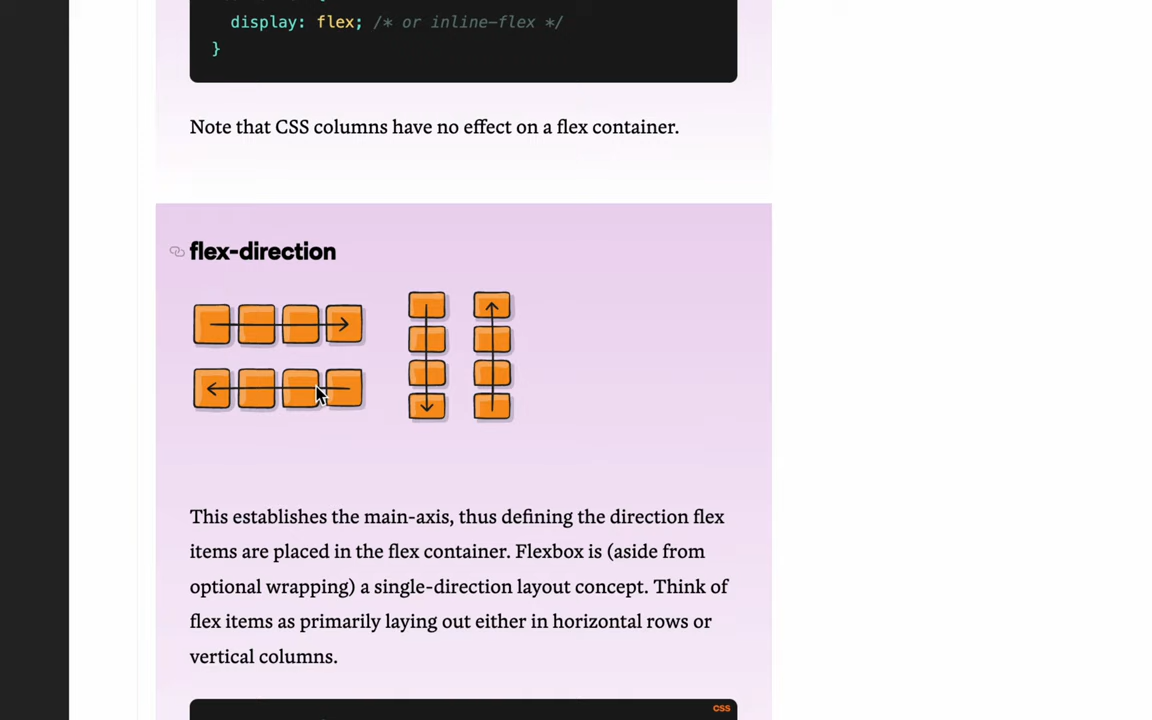 display: flex; /* or inline-flex */
}
Note that CSS columns have no effect on a flex container.
flex-direction
This establishes the main-axis, thus defining the direction flex
items are placed in the flex container. Flexbox is (aside from
optional wrapping) a single-direction layout concept. Think of
flex items as primarily laying out either in horizontal rows or
vertical columns.
CSS